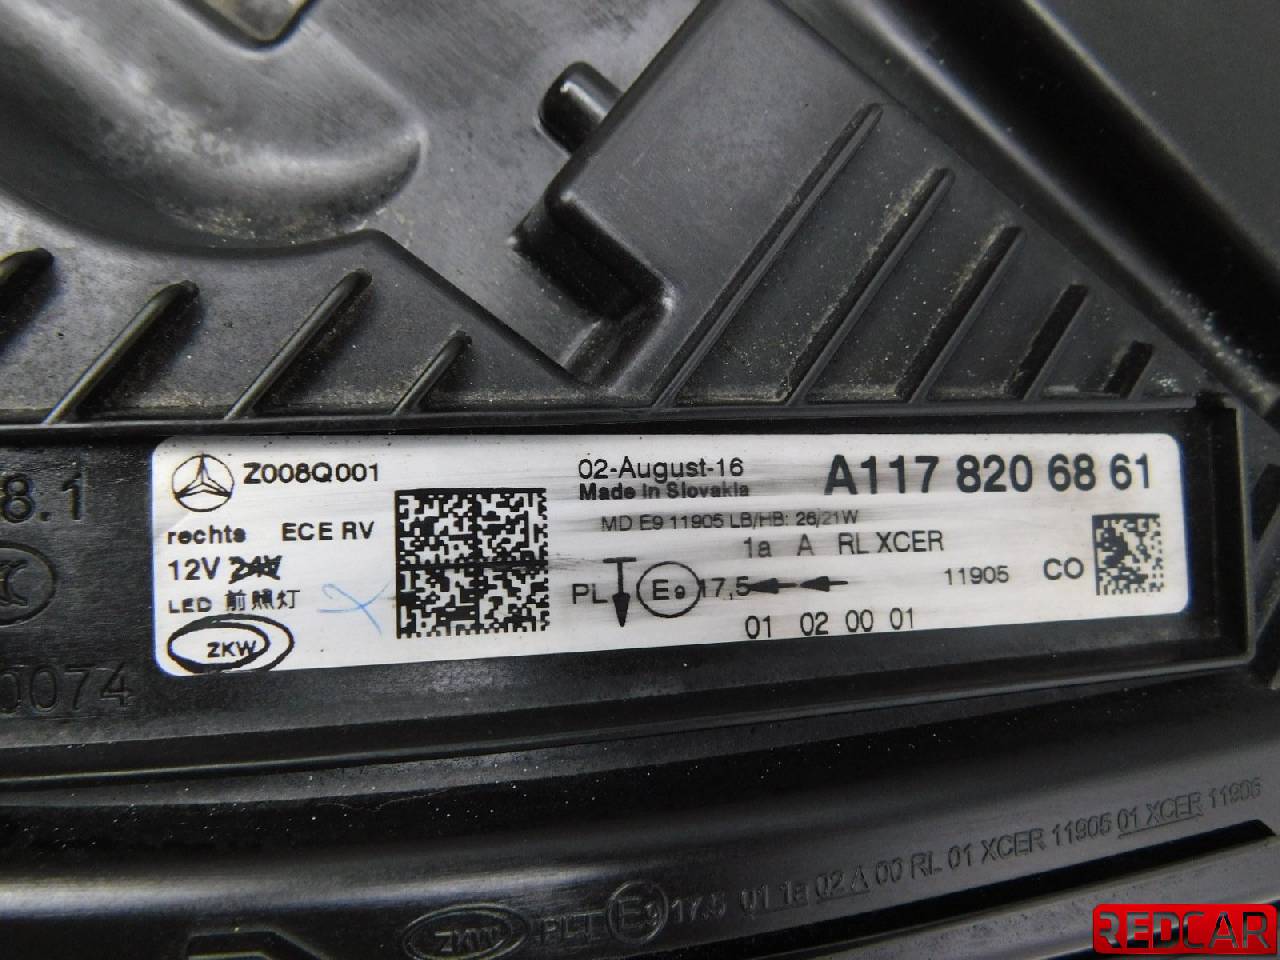 Z008Q001
02-August-16
Made in Slovakia
A117 820 68 61
rechts ECE RV
MD E9 11905 LB/HB: 26/21W
12V 24V
1a A RL XCER
LED 前照灯
PL E9 17,5
11905 CO
ZKW
01 02 00 01
8.1
0074
ZKW PL T E9 17.5 01 1a 02 A 00 RL 01 XCER 11905 01 XCER 11905
REDCAR